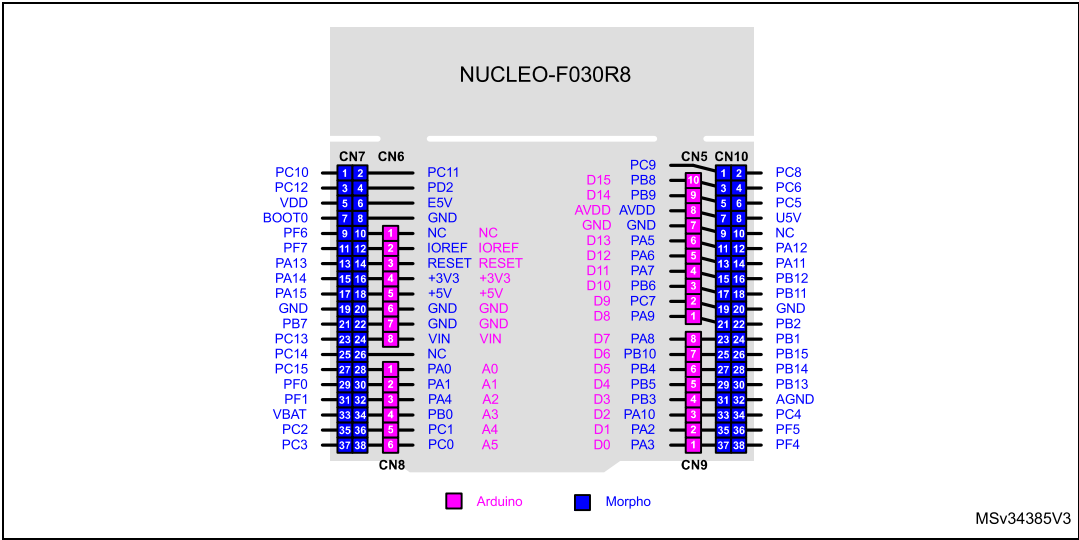 NUCLEO-F030R8
CN7 CN6 CN5 CN10
PC9
PC10 1 2 PC11 1 2 PC8
D15 PB8 10
PC12 3 4 PD2 3 4 PC6
D14 PB9 9
VDD 5 6 E5V 5 6 PC5
AVDD AVDD 8
BOOT0 7 8 GND 7 8 U5V
GND GND 7
PF6 9 10 1 NC NC 9 10 NC
D13 PA5 6
PF7 11 12 2 IOREF IOREF 11 12 PA12
D12 PA6 5
PA13 13 14 3 RESET RESET 13 14 PA11
D11 PA7 4
PA14 15 16 4 +3V3 +3V3 15 16 PB12
D10 PB6 3
PA15 17 18 5 +5V +5V 17 18 PB11
D9 PC7 2
GND 19 20 6 GND GND 19 20 GND
D8 PA9 1
PB7 21 22 7 GND GND 21 22 PB2
PC13 23 24 8 VIN VIN D7 PA8 8 23 24 PB1
PC14 25 26 NC D6 PB10 7 25 26 PB15
PC15 27 28 1 PA0 A0 D5 PB4 6 27 28 PB14
PF0 29 30 2 PA1 A1 D4 PB5 5 29 30 PB13
PF1 31 32 3 PA4 A2 D3 PB3 4 31 32 AGND
VBAT 33 34 4 PB0 A3 D2 PA10 3 33 34 PC4
PC2 35 36 5 PC1 A4 D1 PA2 2 35 36 PF5
PC3 37 38 6 PC0 A5 D0 PA3 1 37 38 PF4
CN8 CN9
Arduino Morpho
MSv34385V3